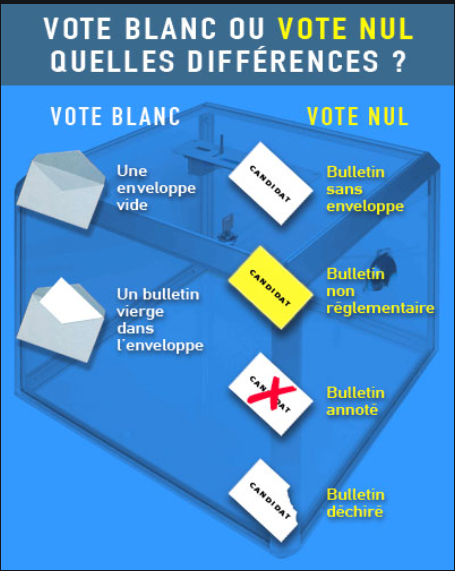 VOTE BLANC OU VOTE NUL
QUELLES DIFFÉRENCES ?
VOTE BLANC
Une
enveloppe
vide
Un bulletin
vierge
dans
l'enveloppe
VOTE NUL
CANDIDAT
Bulletin
sans
enveloppe
CANDIDAT
Bulletin
non
réglementaire
CANDIDAT
Bulletin
annoté
CANDIDAT
Bulletin
déchiré